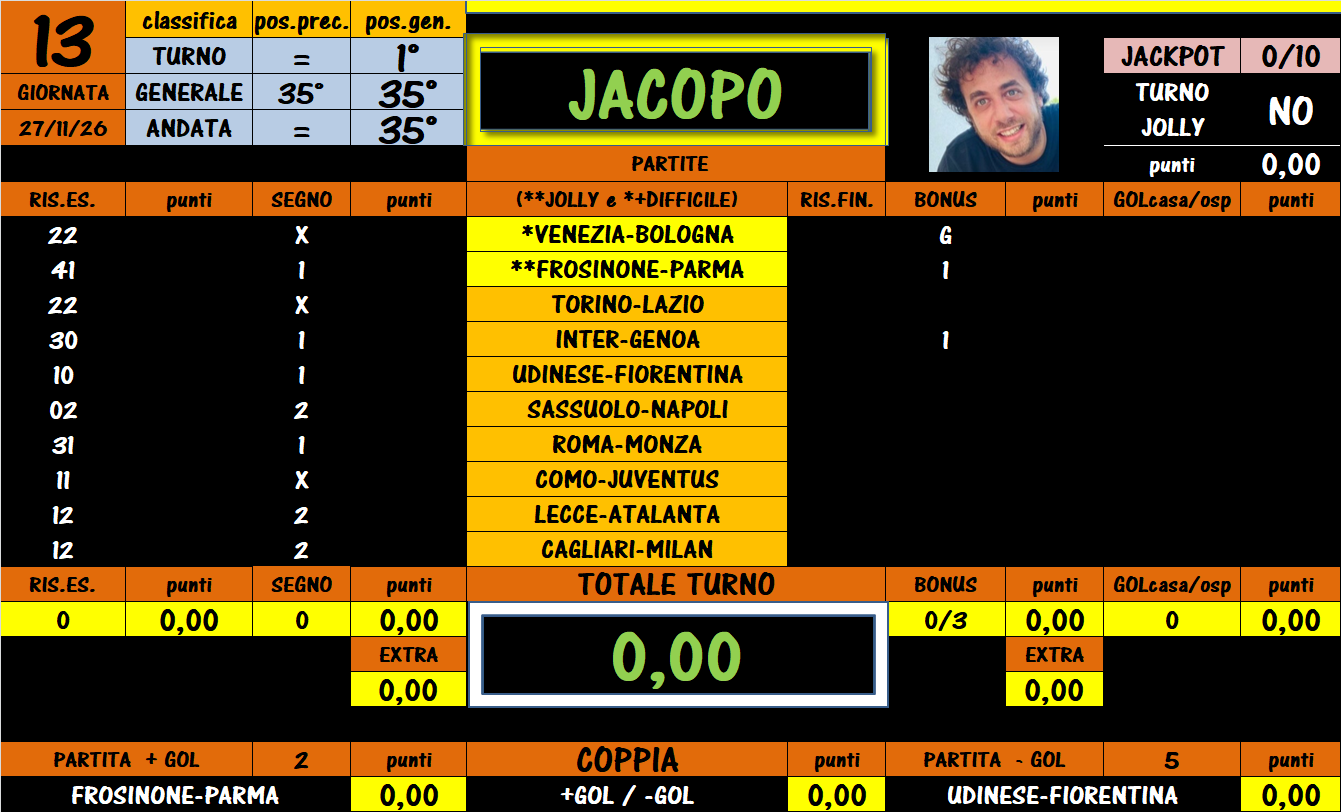 13 classifica pos.prec. pos.gen.
TURNO = 1°
GIORNATA GENERALE 35° 35°
27/11/26 ANDATA = 35°
JACOPO
JACKPOT 0/10
TURNO JOLLY NO
punti 0,00
PARTITE
RIS.ES. punti SEGNO punti (**JOLLY e *+DIFFICILE) RIS.FIN. BONUS punti GOLcasa/osp punti
22 X *VENEZIA-BOLOGNA G
41 1 **FROSINONE-PARMA 1
22 X TORINO-LAZIO
30 1 INTER-GENOA 1
10 1 UDINESE-FIORENTINA
02 2 SASSUOLO-NAPOLI
31 1 ROMA-MONZA
11 X COMO-JUVENTUS
12 2 LECCE-ATALANTA
12 2 CAGLIARI-MILAN
RIS.ES. punti SEGNO punti TOTALE TURNO BONUS punti GOLcasa/osp punti
0 0,00 0 0,00 0,00 0/3 0,00 0 0,00
EXTRA EXTRA
0,00 0,00
PARTITA + GOL 2 punti COPPIA punti PARTITA - GOL 5 punti
FROSINONE-PARMA 0,00 +GOL / -GOL 0,00 UDINESE-FIORENTINA 0,00